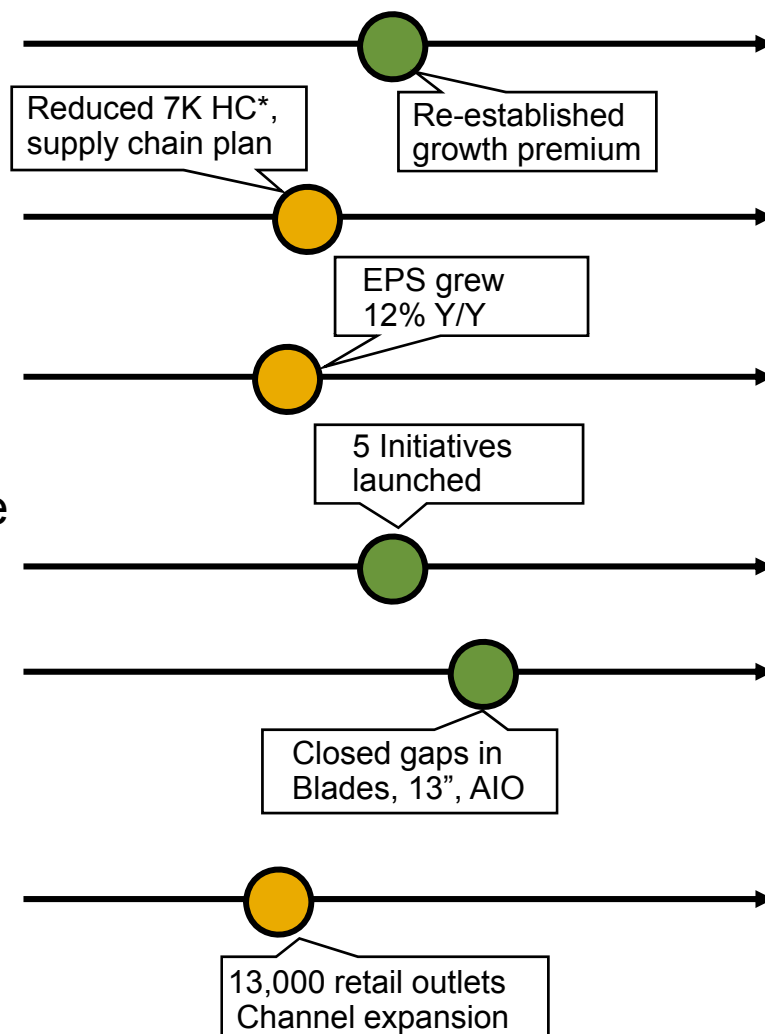 Re-established
growth premium
Reduced 7K HC*,
supply chain plan
EPS grew
12% Y/Y
5 Initiatives
launched
e
Closed gaps in
Blades, 13”, AIO
13,000 retail outlets
Channel expansion